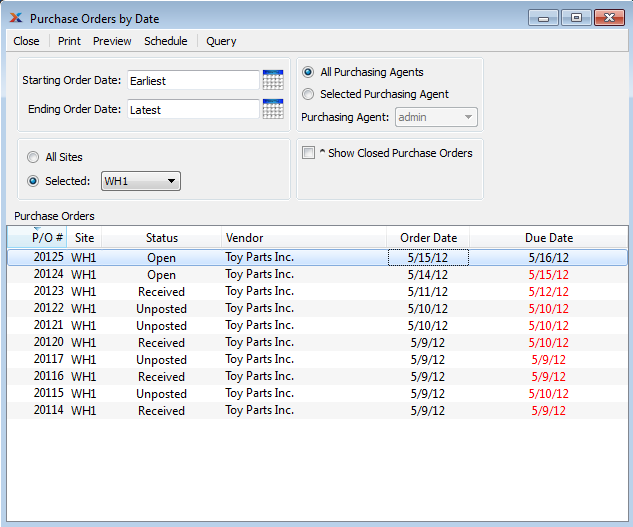 Purchase Orders by Date
Close Print Preview Schedule Query
Starting Order Date: Earliest
Ending Order Date: Latest
All Purchasing Agents
Selected Purchasing Agent
Purchasing Agent: admin
All Sites
Selected: WH1
^ Show Closed Purchase Orders
Purchase Orders
P/O # Site Status Vendor Order Date Due Date
20125 WH1 Open Toy Parts Inc. 5/15/12 5/16/12
20124 WH1 Open Toy Parts Inc. 5/14/12 5/15/12
20123 WH1 Received Toy Parts Inc. 5/11/12 5/12/12
20122 WH1 Unposted Toy Parts Inc. 5/10/12 5/10/12
20121 WH1 Unposted Toy Parts Inc. 5/10/12 5/10/12
20120 WH1 Received Toy Parts Inc. 5/9/12 5/10/12
20117 WH1 Unposted Toy Parts Inc. 5/9/12 5/9/12
20116 WH1 Received Toy Parts Inc. 5/9/12 5/9/12
20115 WH1 Unposted Toy Parts Inc. 5/9/12 5/10/12
20114 WH1 Received Toy Parts Inc. 5/9/12 5/9/12